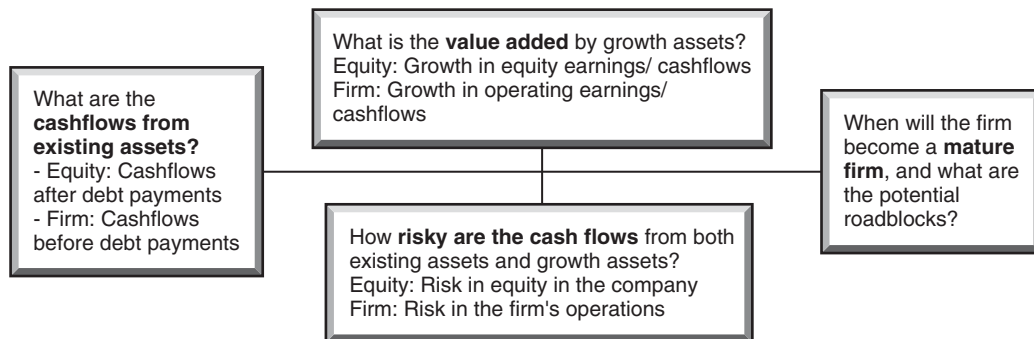 What are the
cashflows from
existing assets?
- Equity: Cashflows
after debt payments
- Firm: Cashflows
before debt payments
What is the value added by growth assets?
Equity: Growth in equity earnings/ cashflows
Firm: Growth in operating earnings/
cashflows
How risky are the cash flows from both
existing assets and growth assets?
Equity: Risk in equity in the company
Firm: Risk in the firm's operations
When will the firm
become a mature
firm, and what are
the potential
roadblocks?